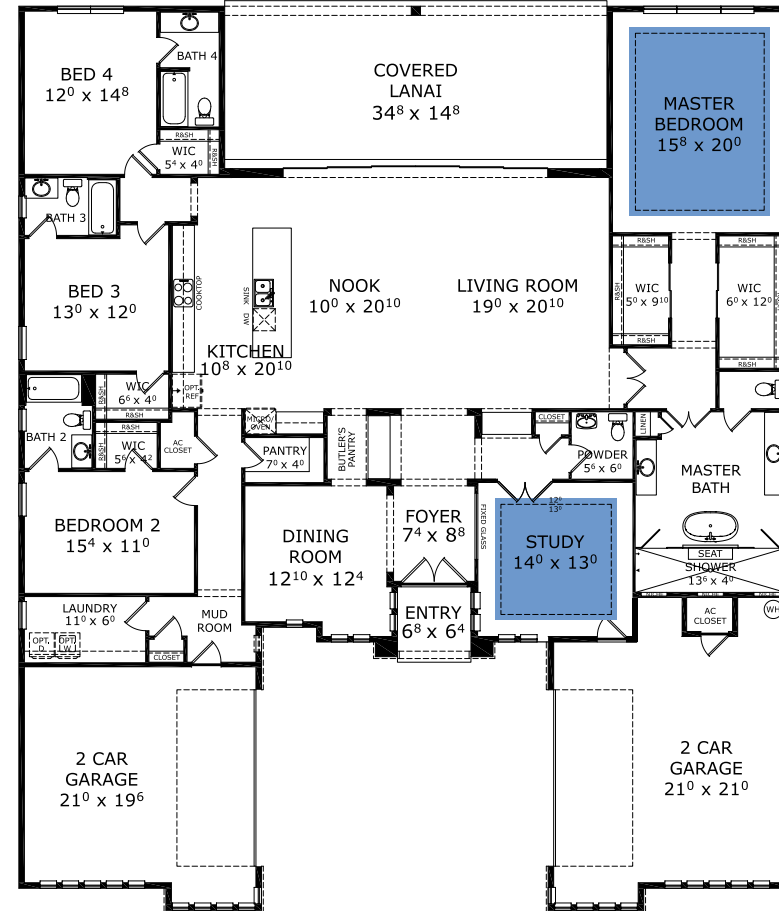 BED 4
12⁰ x 14⁸
BATH 4
R&SH
WIC
5⁴ x 4⁰
R&SH
COVERED
LANAI
34⁸ x 14⁸
MASTER
BEDROOM
15⁸ x 20⁰
BATH 3
BED 3
13⁰ x 12⁰
COOKTOP
SINK
DW
KITCHEN
10⁸ x 20¹⁰
NOOK
10⁰ x 20¹⁰
LIVING ROOM
19⁰ x 20¹⁰
R&SH
R&SH
WIC
5⁰ x 9¹⁰
R&SH
R&SH
WIC
6⁰ x 12⁰
R&SH
R&SH
WIC
6⁶ x 4⁰
R&SH
OPT.
REF
BATH 2
R&SH
R&SH
WIC
5⁶ x 4²
AC
CLOSET
MICRO/
OVEN
PANTRY
7⁰ x 4⁰
BUTLER'S
PANTRY
CLOSET
POWDER
5⁶ x 6⁰
LINEN
MASTER
BATH
BEDROOM 2
15⁴ x 11⁰
DINING
ROOM
12¹⁰ x 12⁴
FOYER
7⁴ x 8⁸
FIXED GLASS
12⁰
13⁰
STUDY
14⁰ x 13⁰
SEAT
SHOWER
13⁶ x 4⁰
NICHE
NICHE
LAUNDRY
11⁰ x 6⁰
OPT.
D
OPT.
W
MUD
ROOM
CLOSET
ENTRY
6⁸ x 6⁴
AC
CLOSET
WH
2 CAR
GARAGE
21⁰ x 19⁶
2 CAR
GARAGE
21⁰ x 21⁰